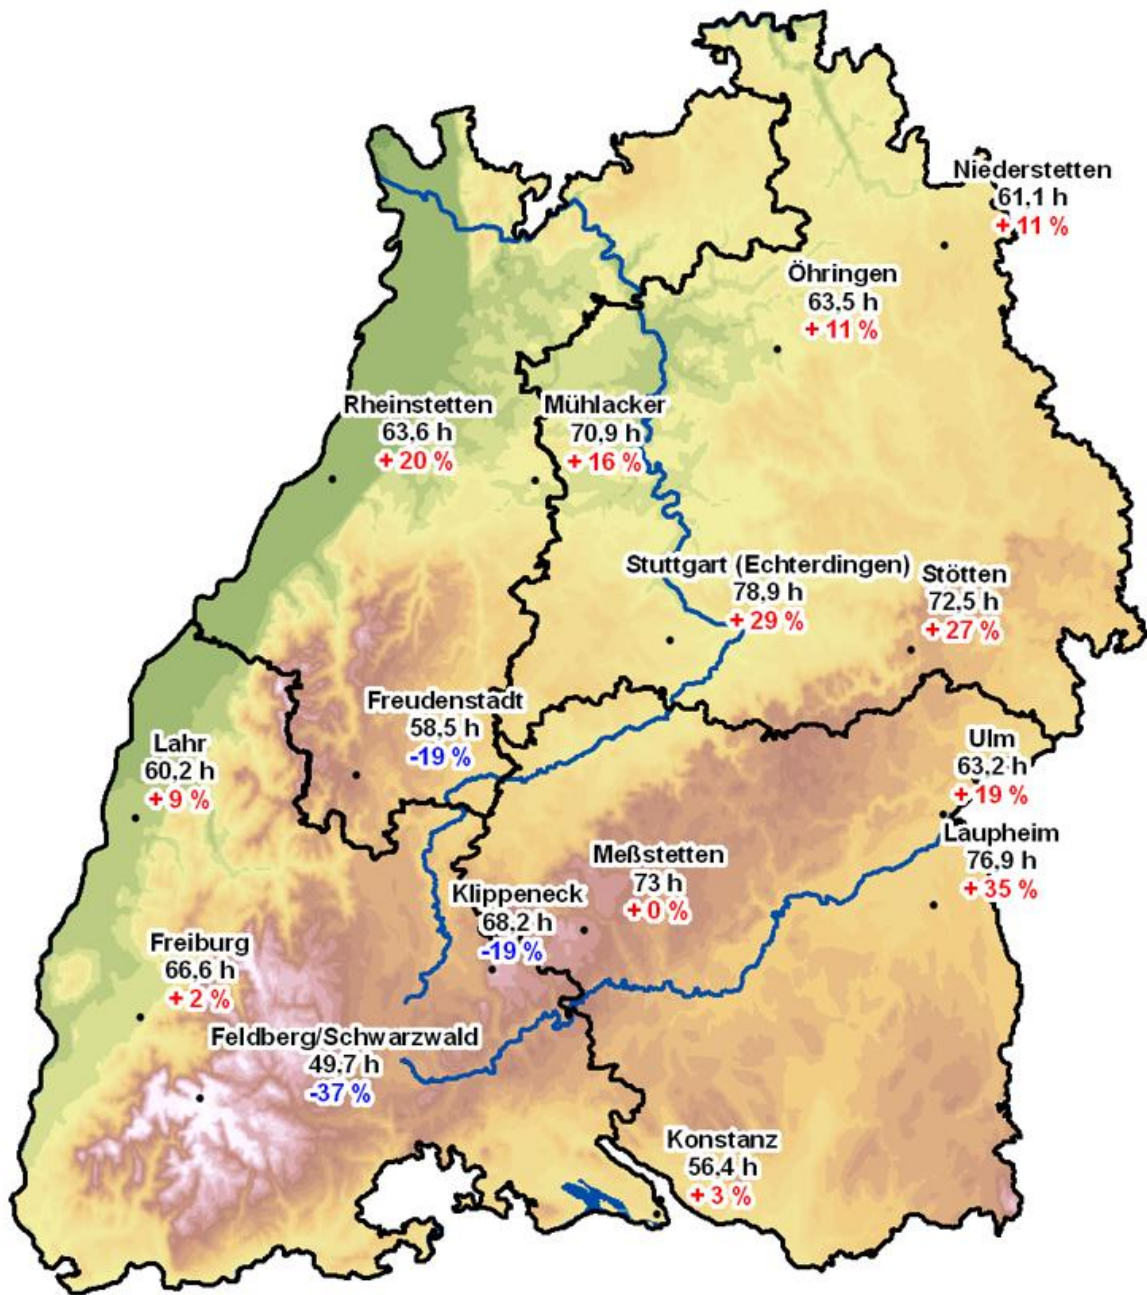 Niederstetten
61,1 h
+ 11 %
Öhringen
63,5 h
+ 11 %
Rheinstetten
63,6 h
+ 20 %
Mühlacker
70,9 h
+ 16 %
Stuttgart (Echterdingen)
78,9 h
+ 29 %
Stötten
72,5 h
+ 27 %
Freudenstadt
58,5 h
-19 %
Lahr
60,2 h
+ 9 %
Ulm
63,2 h
+ 19 %
Laupheim
76,9 h
+ 35 %
Meßstetten
73 h
+ 0 %
Klippeneck
68,2 h
-19 %
Freiburg
66,6 h
+ 2 %
Feldberg/Schwarzwald
49,7 h
-37 %
Konstanz
56,4 h
+ 3 %